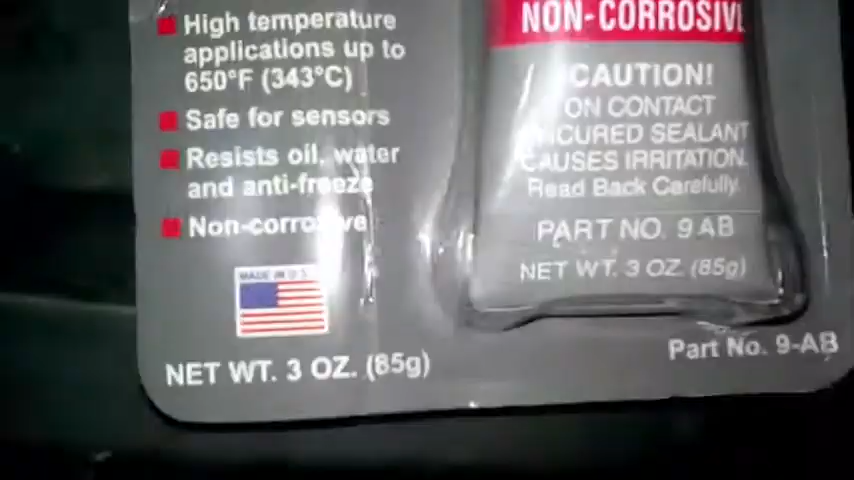 High temperature
applications up to
650°F (343°C)
Safe for sensors
Resists oil, water
and anti-freeze
Non-corrosive
MADE IN U.S.
NET WT. 3 OZ. (85g)
NON-CORROSIVE
CAUTION!
ON CONTACT
UNCURED SEALANT
CAUSES IRRITATION.
Read Back Carefully.
PART NO. 9AB
NET WT. 3 OZ. (85g)
Part No. 9-AB